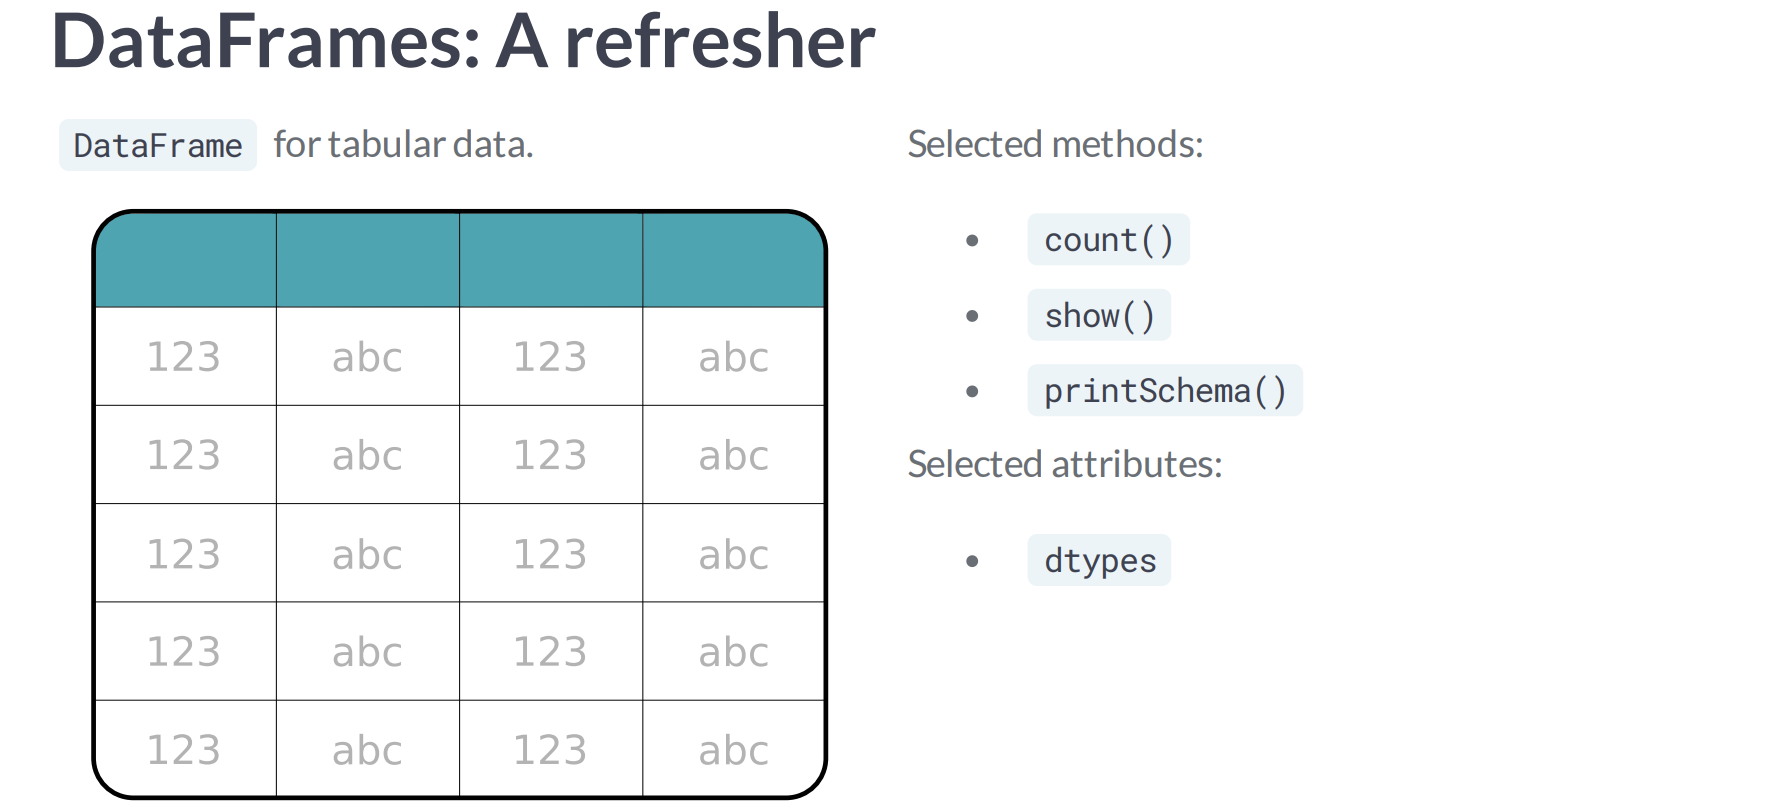 DataFrames: A refresher
DataFrame for tabular data.
123 abc 123 abc
123 abc 123 abc
123 abc 123 abc
123 abc 123 abc
123 abc 123 abc
Selected methods:
• count()
• show()
• printSchema()
Selected attributes:
• dtypes